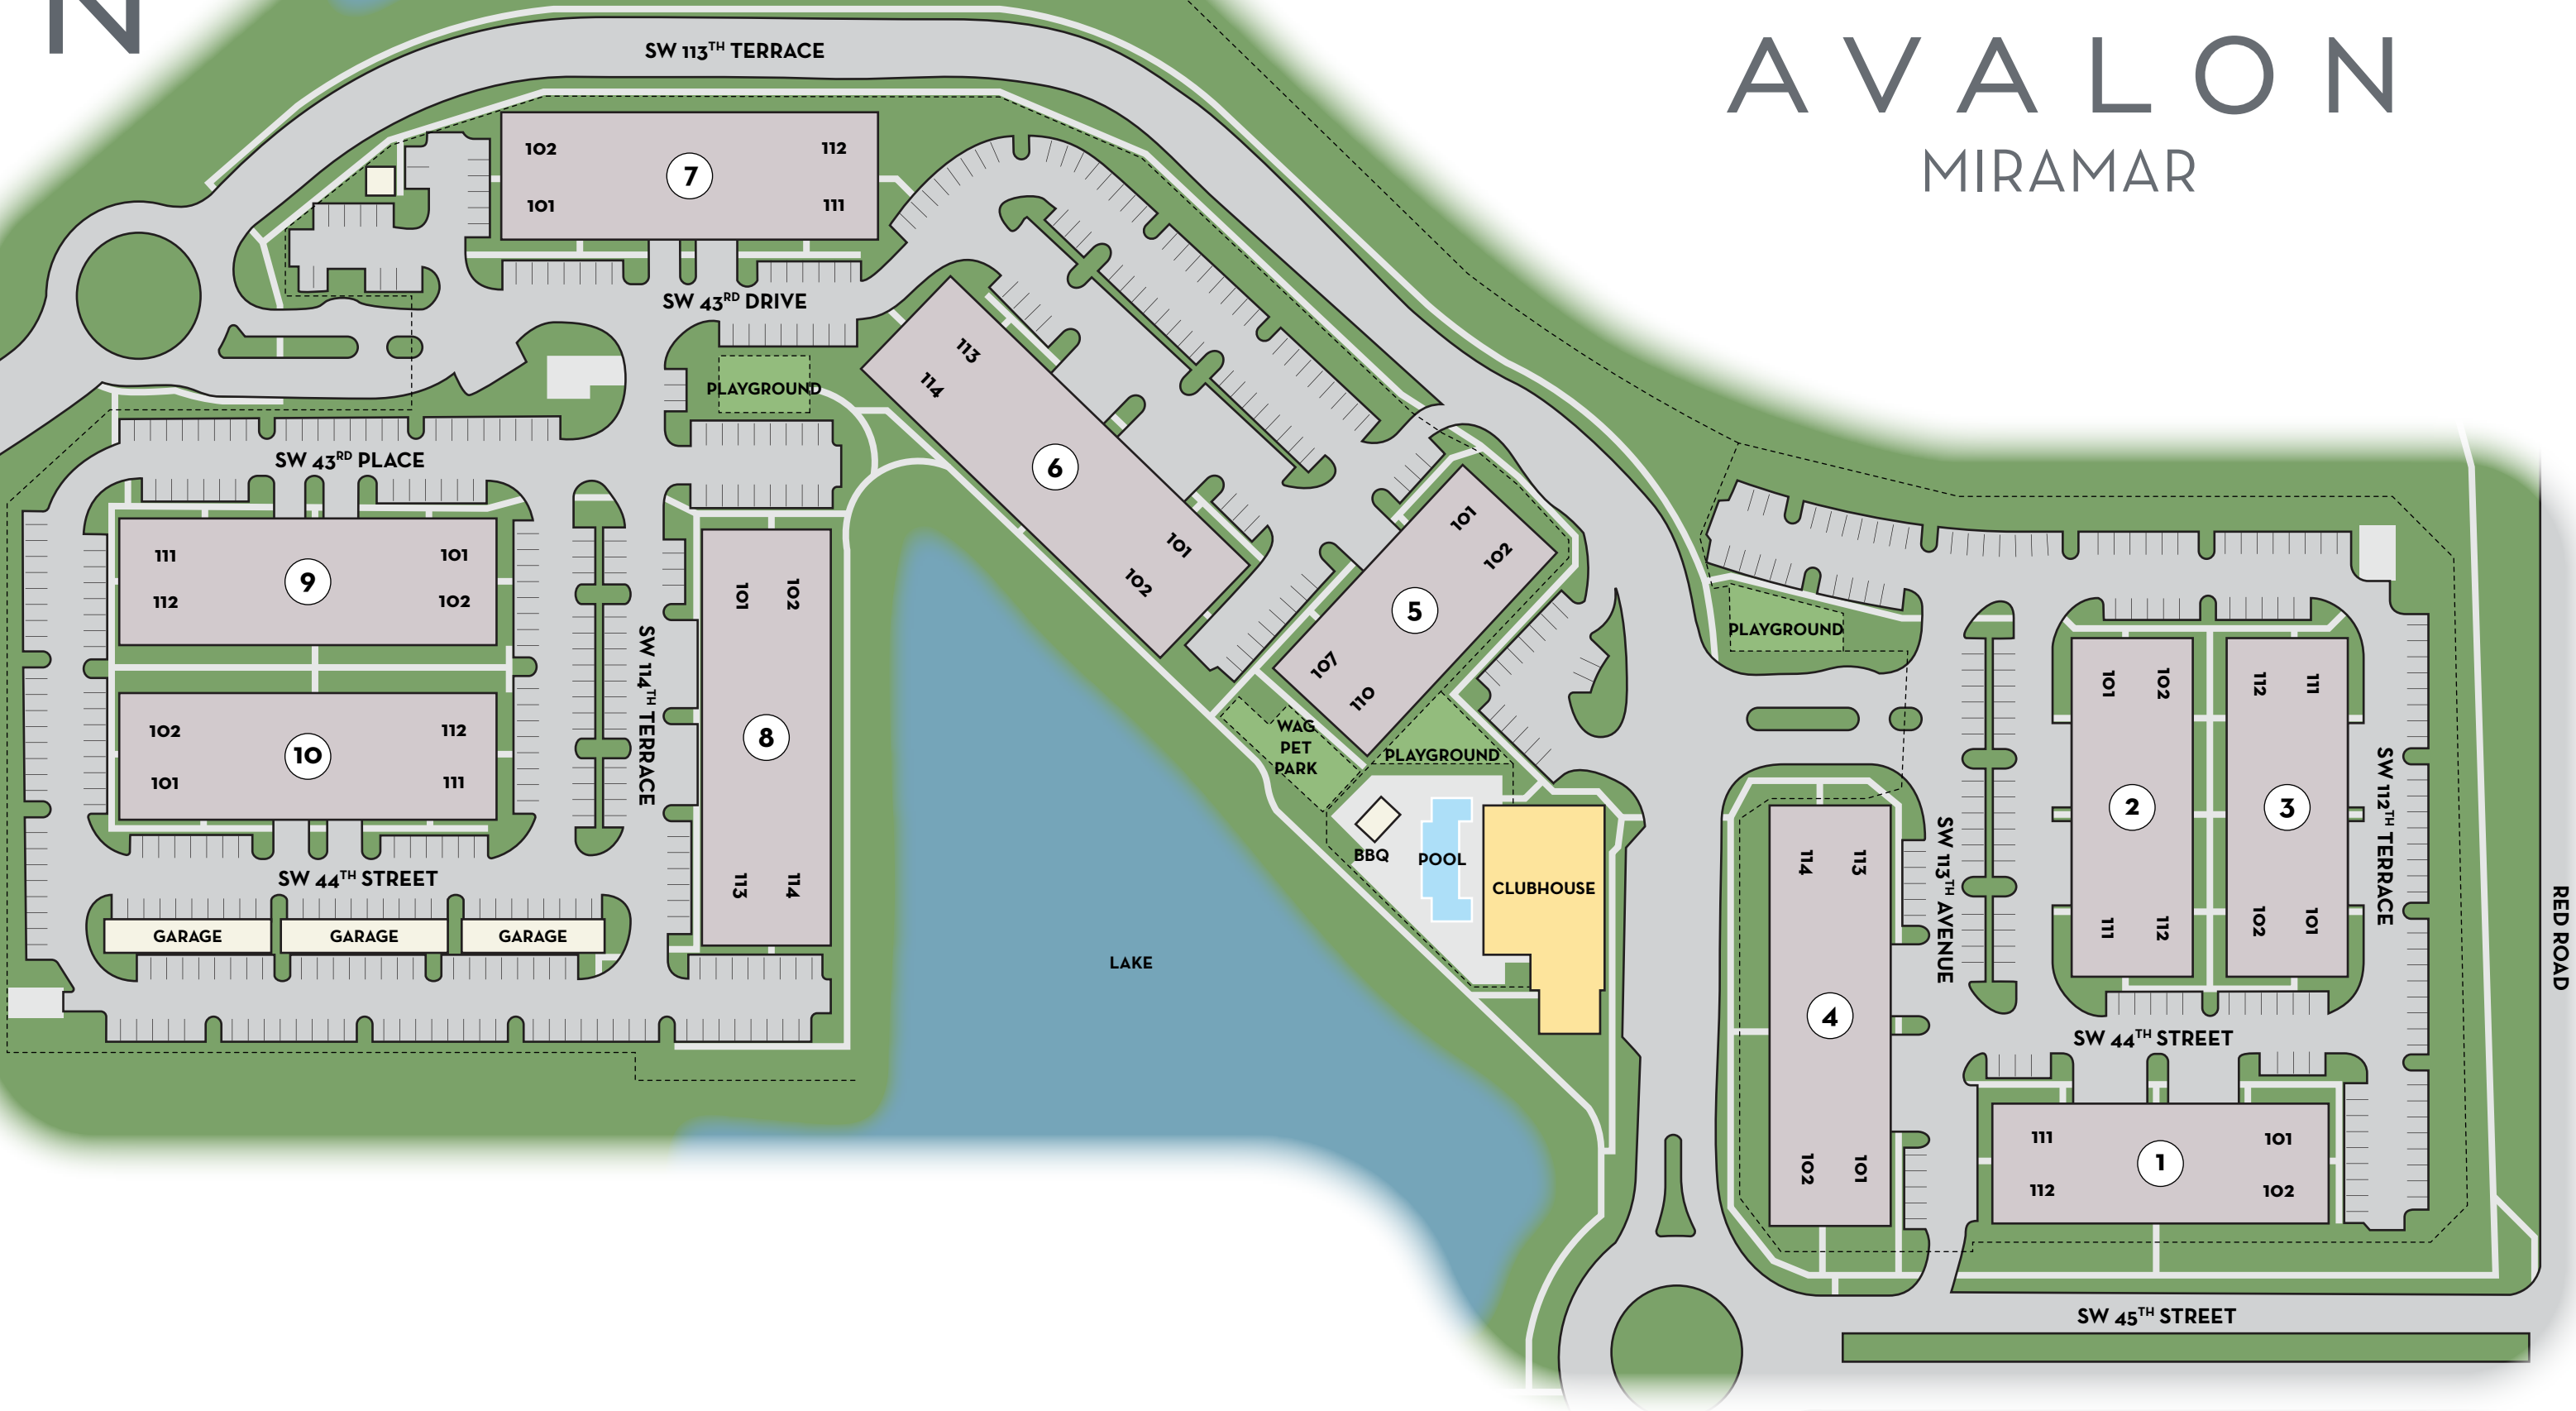 N
AVALON
MIRAMAR
SW 113TH TERRACE
102
112
7
101
111
SW 43RD DRIVE
PLAYGROUND
113
114
6
101
102
SW 43RD PLACE
111
101
9
112
102
102
112
10
101
111
SW 44TH STREET
GARAGE
GARAGE
GARAGE
SW 114TH TERRACE
101
102
8
113
114
LAKE
101
102
5
107
110
WAG
PET
PARK
PLAYGROUND
BBQ
POOL
CLUBHOUSE
PLAYGROUND
114
113
4
102
101
SW 113TH AVENUE
101
102
2
111
112
112
111
3
102
101
SW 112TH TERRACE
SW 44TH STREET
111
101
1
112
102
SW 45TH STREET
RED ROAD